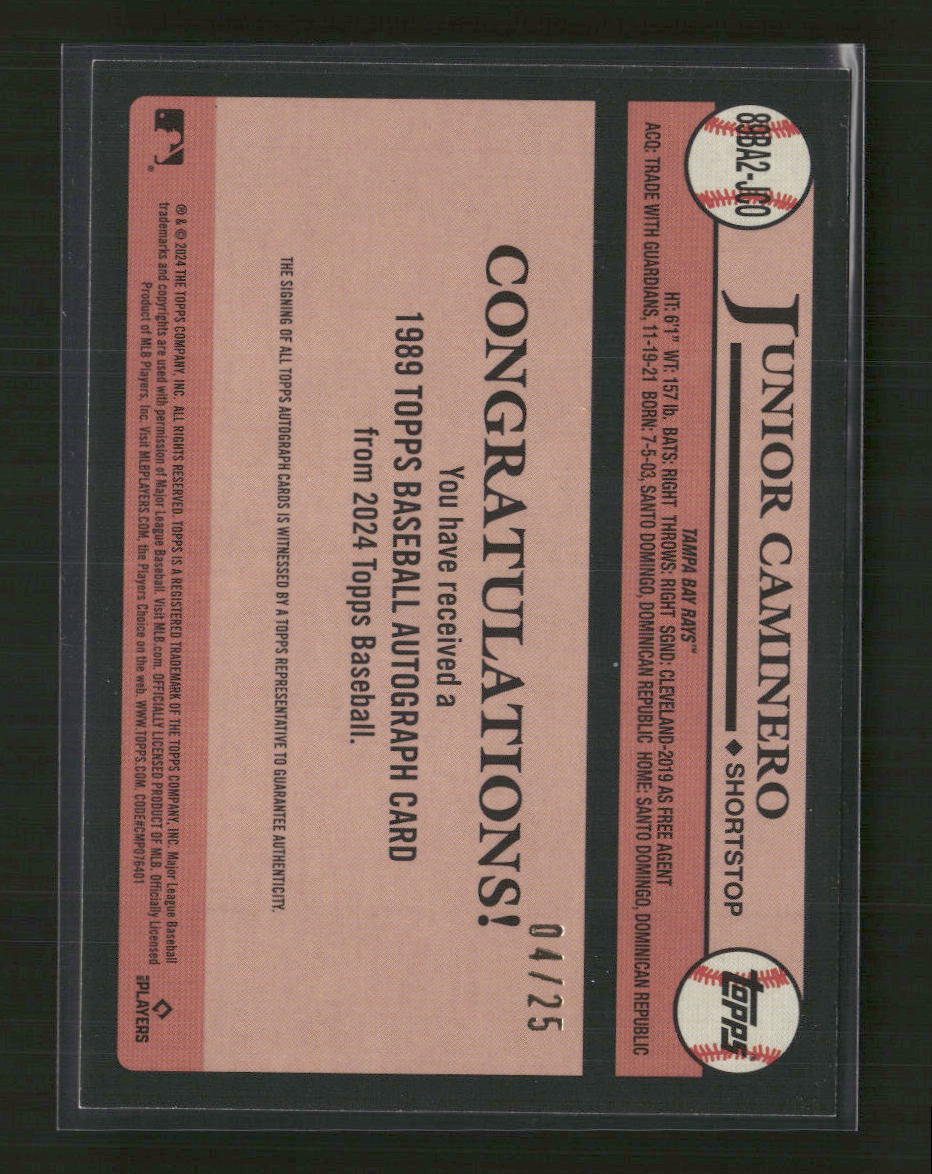 89BA2-JCO
JUNIOR CAMINERO
◆SHORTSTOP
Topps
TAMPA BAY RAYS™
HT: 6'1" WT: 157 lb. BATS: RIGHT THROWS: RIGHT SGND: CLEVELAND-2019 AS FREE AGENT
ACQ: TRADE WITH GUARDIANS, 11-19-21 BORN: 7-5-03, SANTO DOMINGO, DOMINICAN REPUBLIC HOME: SANTO DOMINGO, DOMINICAN REPUBLIC
04/25
CONGRATULATIONS!
You have received a
1989 TOPPS BASEBALL AUTOGRAPH CARD
from 2024 Topps Baseball.
THE SIGNING OF ALL TOPPS AUTOGRAPH CARDS IS WITNESSED BY A TOPPS REPRESENTATIVE TO GUARANTEE AUTHENTICITY.
®
® & © 2024 THE TOPPS COMPANY, INC. ALL RIGHTS RESERVED. TOPPS IS A REGISTERED TRADEMARK OF THE TOPPS COMPANY, INC. Major League Baseball
trademarks and copyrights are used with permission of Major League Baseball. Visit MLB.com. OFFICIALLY LICENSED PRODUCT OF MLB. Officially Licensed
Product of MLB Players, Inc. Visit MLBPLAYERS.COM, the Players Choice on the web. WWW.TOPPS.COM. CODE#CMP076401
MLBPLAYERS